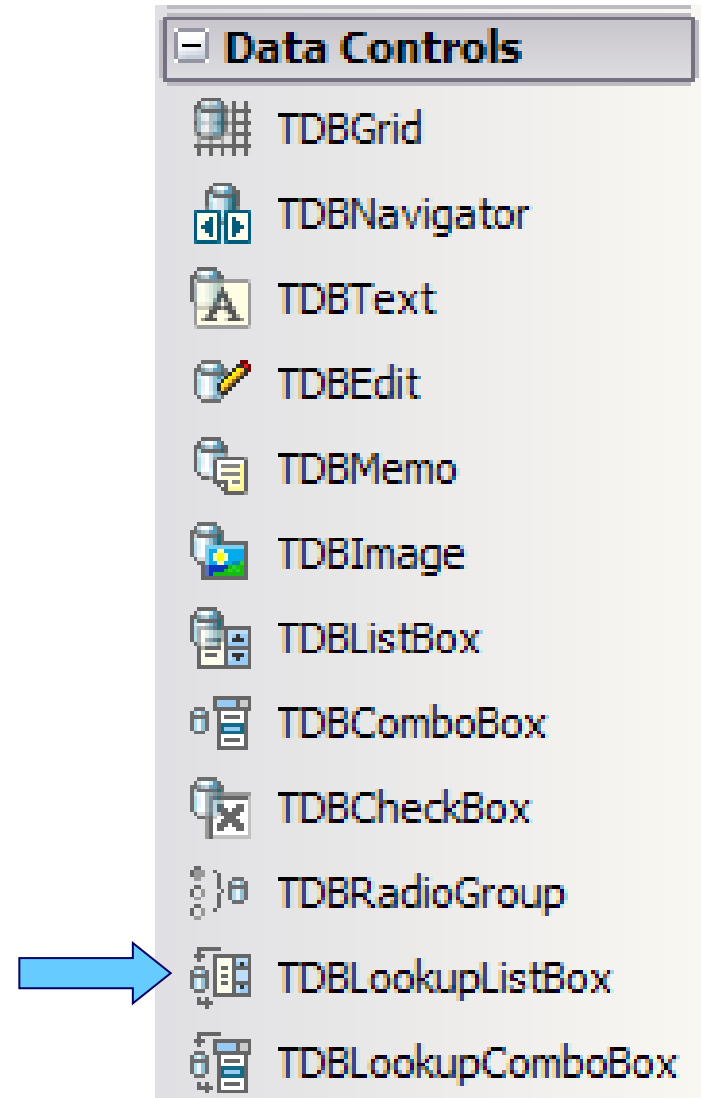 Data Controls
TDBGrid
TDBNavigator
TDBText
TDBEdit
TDBMemo
TDBImage
TDBListBox
TDBComboBox
TDBCheckBox
TDBRadioGroup
TDBLookupListBox
TDBLookupComboBox